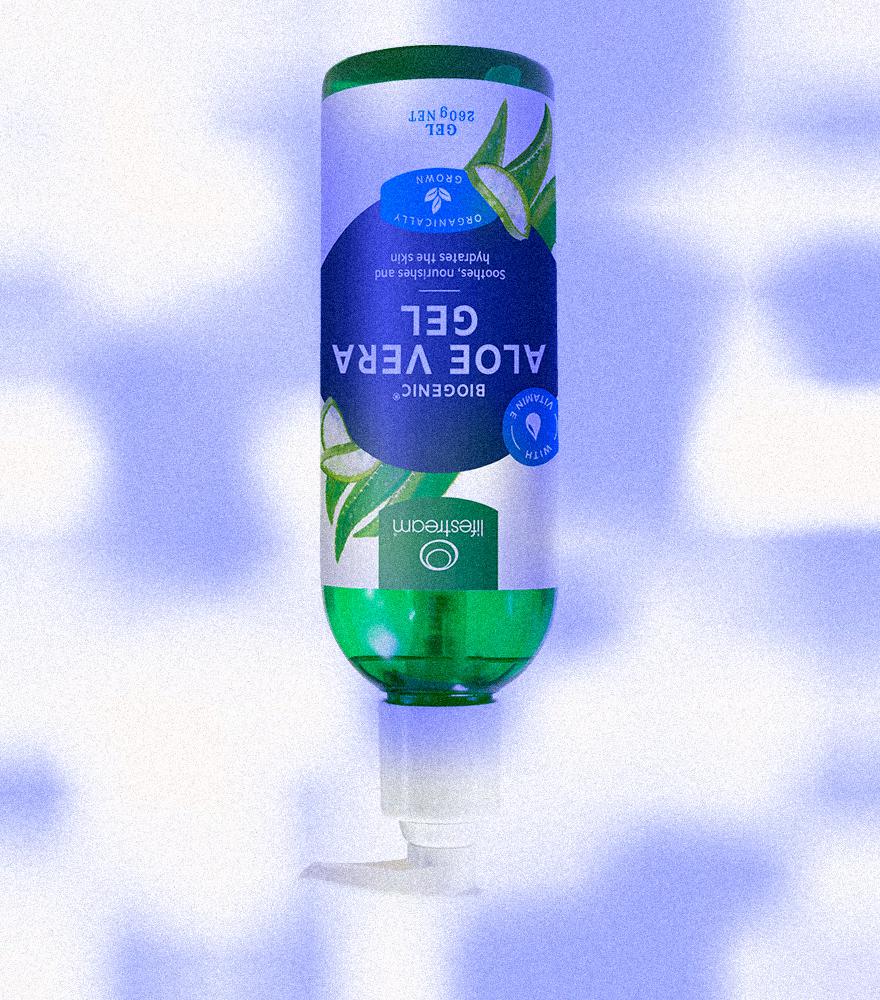 lifestream
WITH
VITAMIN E
BIOGENIC®
ALOE VERA
GEL
Soothes, nourishes and
hydrates the skin
ORGANICALLY
GROWN
GEL
260g NET